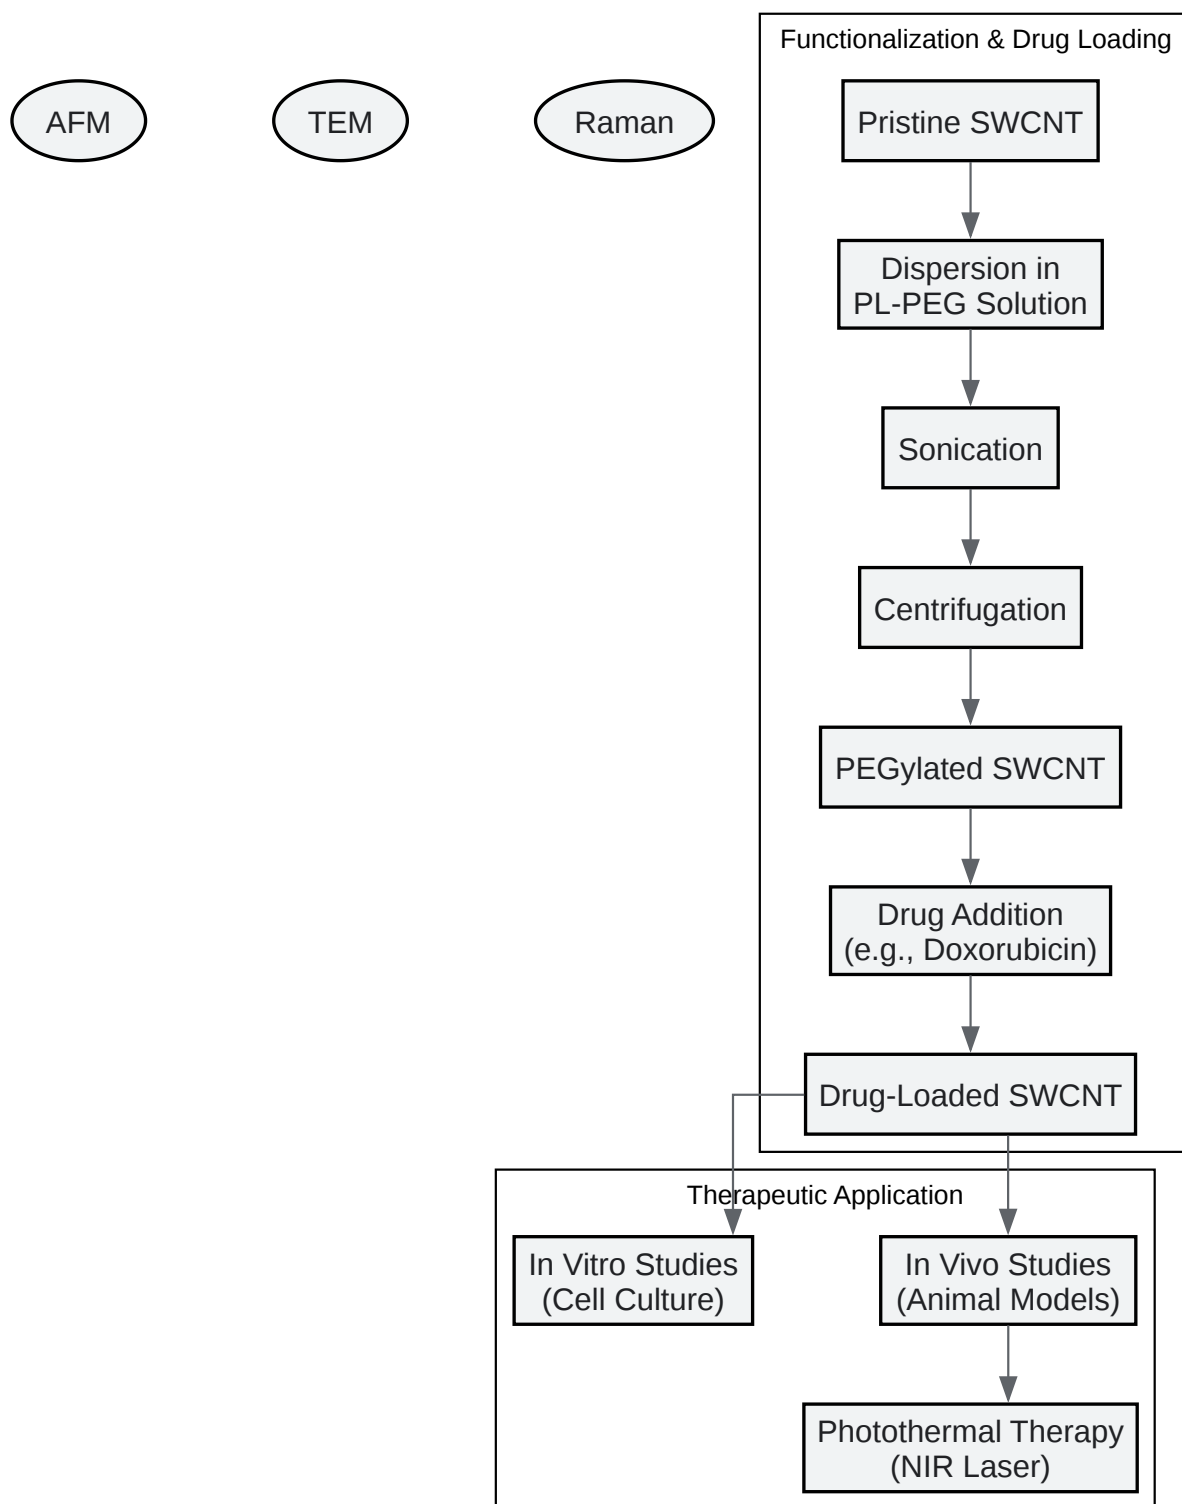 Functionalization & Drug Loading
AFM
TEM
Raman
Pristine SWCNT
Dispersion in
PL-PEG Solution
Sonication
Centrifugation
PEGylated SWCNT
Drug Addition
(e.g., Doxorubicin)
Drug-Loaded SWCNT
Therapeutic Application
In Vitro Studies
(Cell Culture)
In Vivo Studies
(Animal Models)
Photothermal Therapy
(NIR Laser)